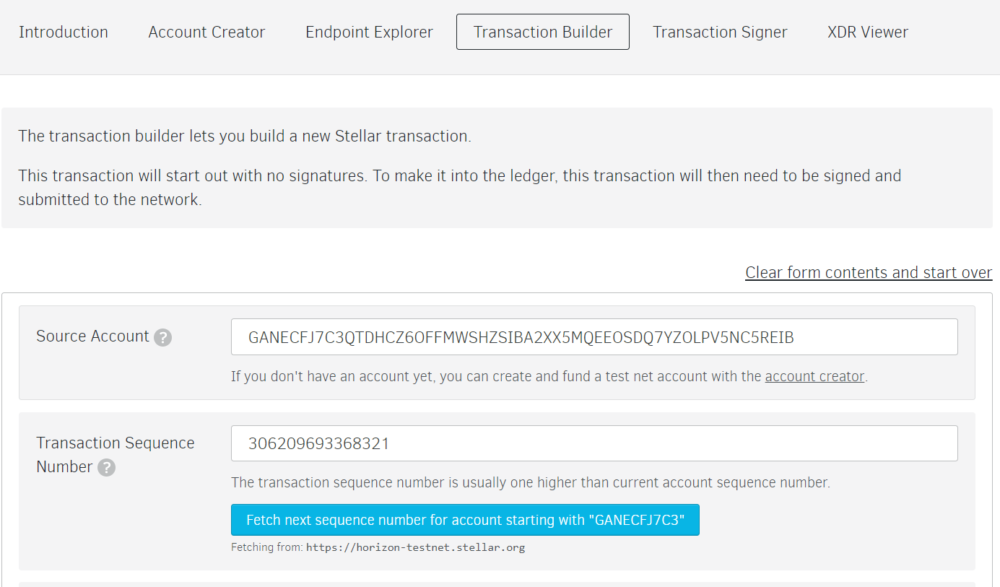 Introduction Account Creator Endpoint Explorer Transaction Builder Transaction Signer XDR Viewer
The transaction builder lets you build a new Stellar transaction.
This transaction will start out with no signatures. To make it into the ledger, this transaction will then need to be signed and
submitted to the network.
Clear form contents and start over
Source Account ?
GANECFJ7C3QTDHCZ6OFFMWSHZSIBA2XX5MQEEOSDQ7YZOLPV5NC5REIB
If you don't have an account yet, you can create and fund a test net account with the account creator.
Transaction Sequence
Number ?
306209693368321
The transaction sequence number is usually one higher than current account sequence number.
Fetch next sequence number for account starting with "GANECFJ7C3"
Fetching from: https://horizon-testnet.stellar.org